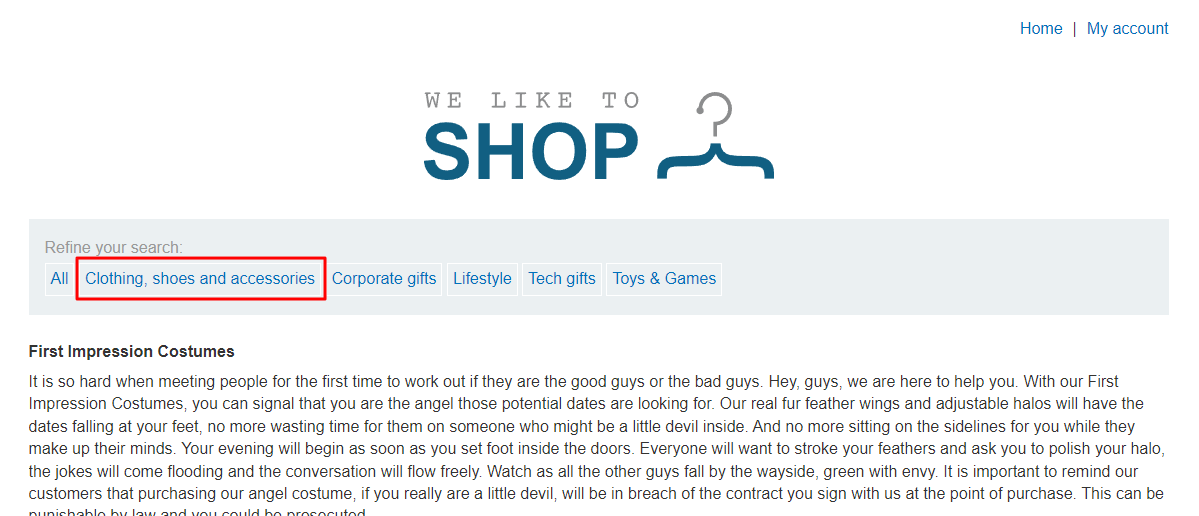 Home | My account
WE LIKE TO
SHOP
Refine your search:
All Clothing, shoes and accessories Corporate gifts Lifestyle Tech gifts Toys & Games
First Impression Costumes
It is so hard when meeting people for the first time to work out if they are the good guys or the bad guys. Hey, guys, we are here to help you. With our First
Impression Costumes, you can signal that you are the angel those potential dates are looking for. Our real fur feather wings and adjustable halos will have the
dates falling at your feet, no more wasting time for them on someone who might be a little devil inside. And no more sitting on the sidelines for you while they
make up their minds. Your evening will begin as soon as you set foot inside the doors. Everyone will want to stroke your feathers and ask you to polish your halo,
the jokes will come flooding and the conversation will flow freely. Watch as all the other guys fall by the wayside, green with envy. It is important to remind our
customers that purchasing our angel costume, if you really are a little devil, will be in breach of the contract you sign with us at the point of purchase. This can be
punishable by law and you could be prosecuted.